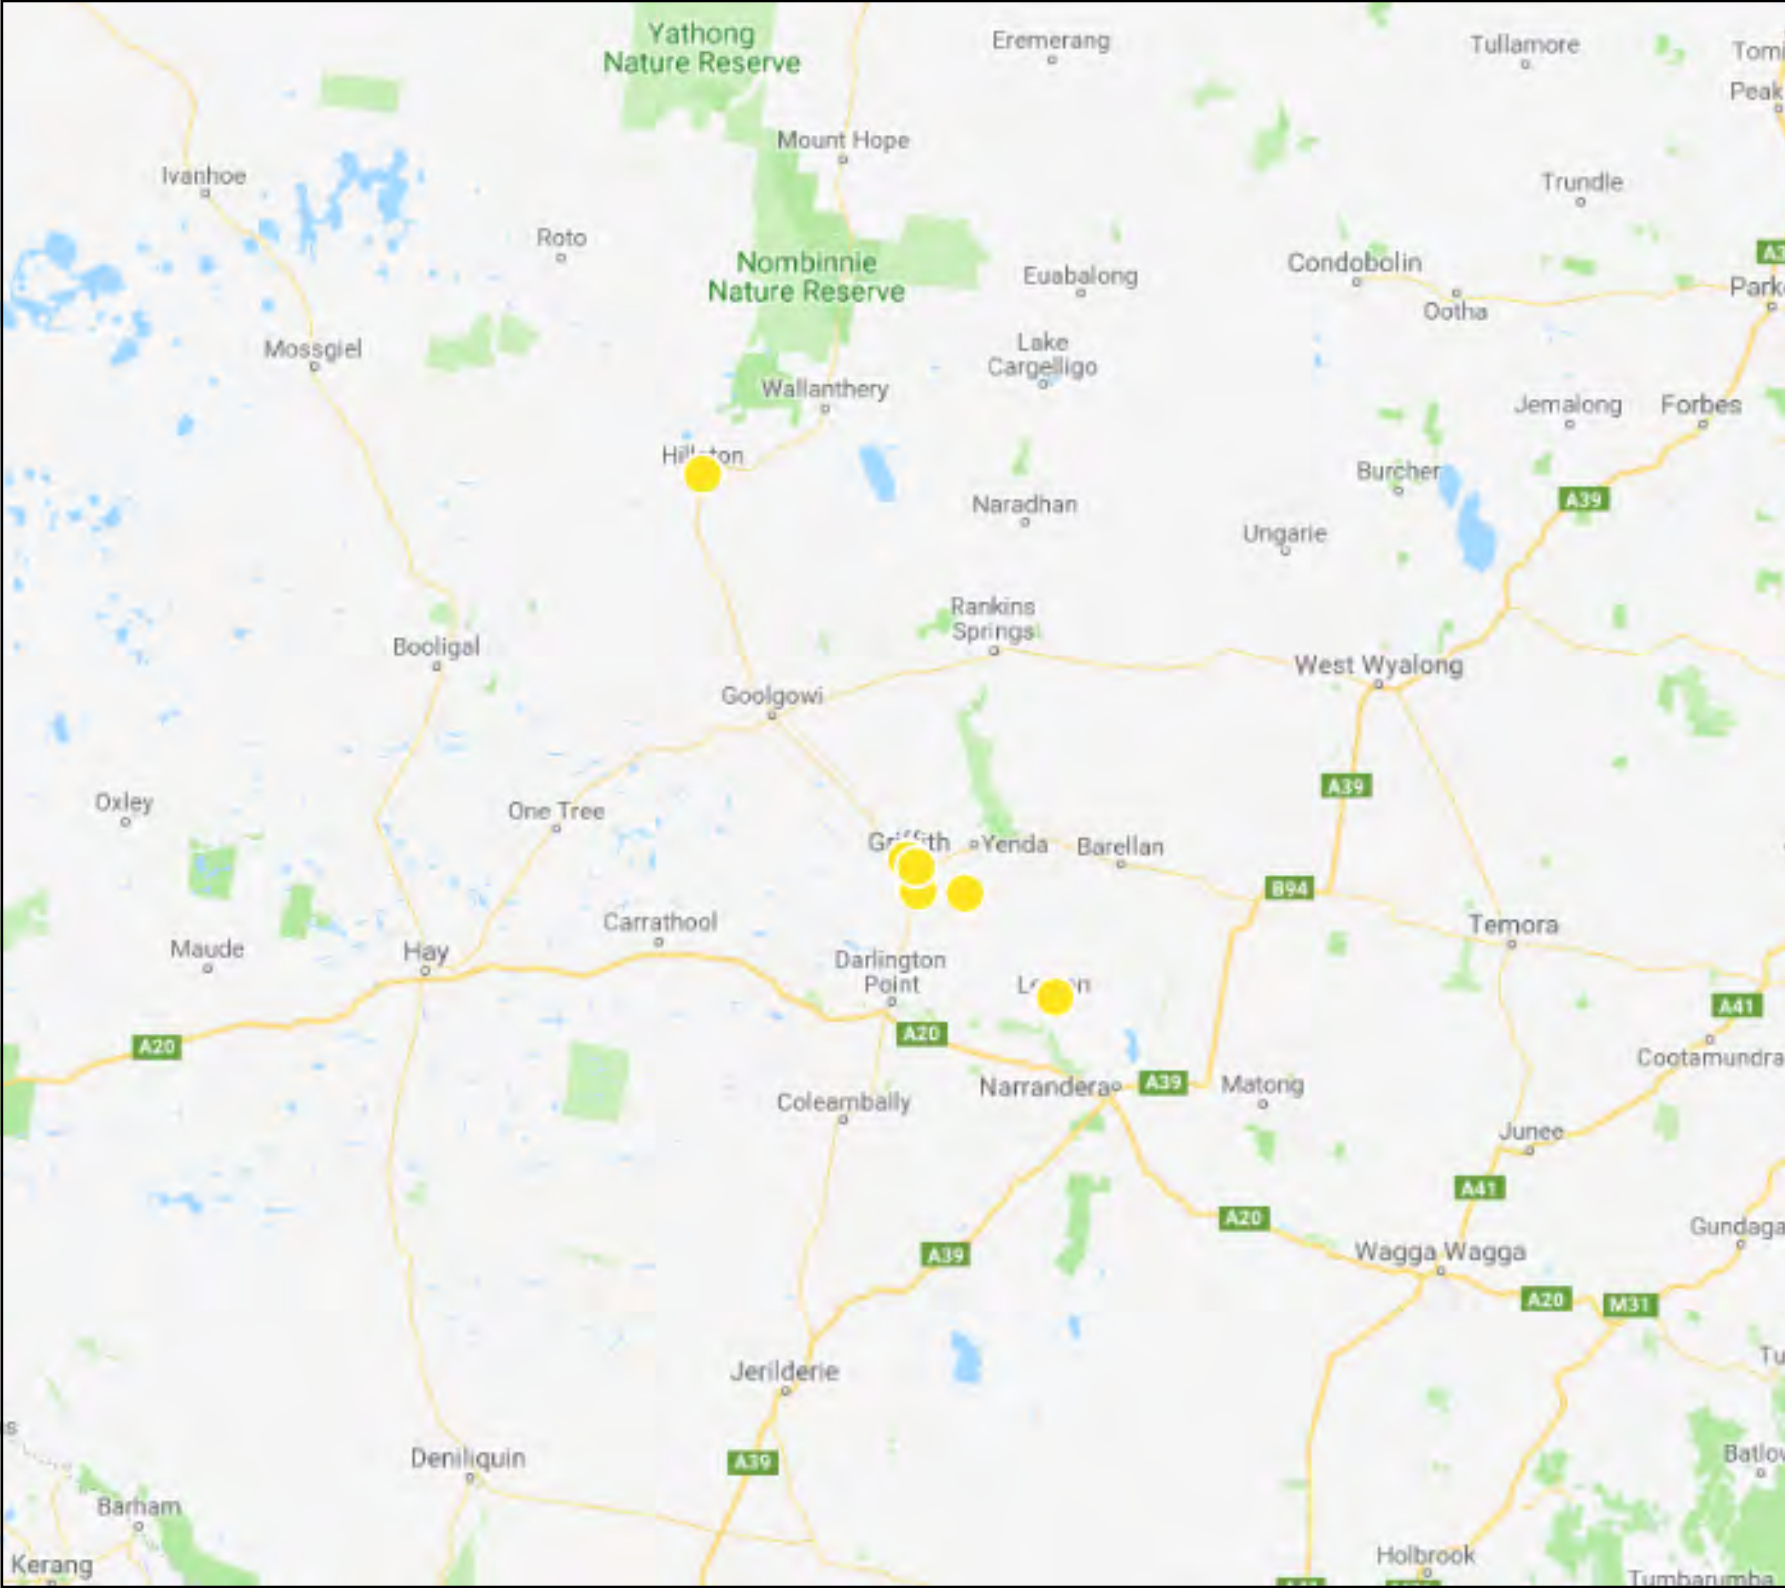 Yathong
Nature Reserve
Eremerang
Tullamore
Peak
Mount Hope
Ivanhoe
Trundle
Roto
Nombinnie
Nature Reserve
Euabalong
Condobolin
Ootha
Mossgiel
Lake
Cargelligo
Wallanthery
Jemalong
Forbes
Burcher
A39
Naradhan
Ungarie
Rankins
Springs
Booligal
West Wyalong
Goolgowi
A39
Oxley
One Tree
Yenda
Barellan
B94
Carrathool
Temora
Maude
Hay
Darlington
Point
A41
A20
A20
Cootamundra
Narrandera
A39
Matong
Coleambally
Junee
A41
A20
Gundaga
A39
Wagga Wagga
A20
M31
Jerilderie
Deniliquin
A39
Barham
Holbrook
Kerang
Tumbarumba